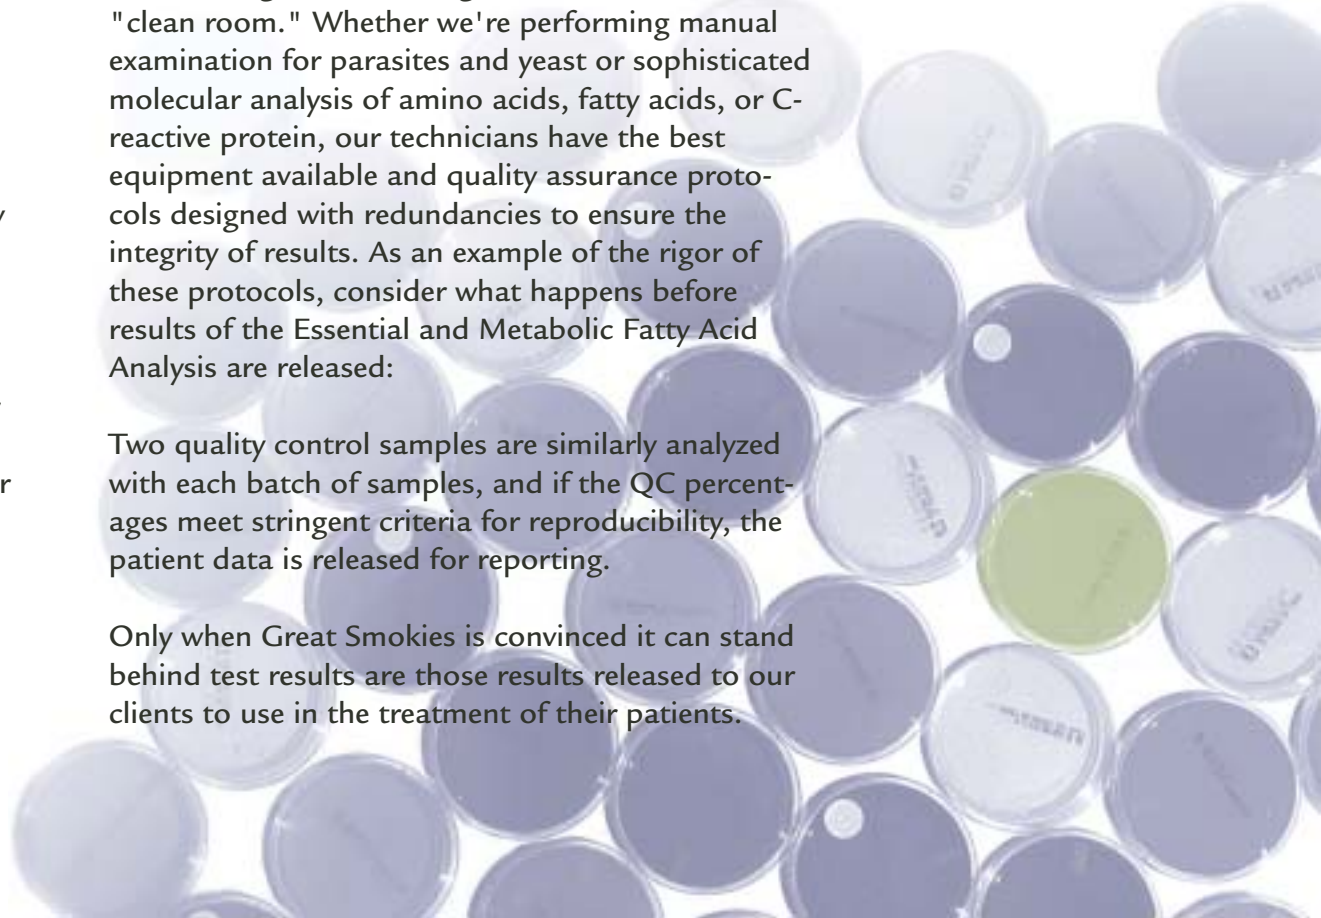 "clean room." Whether we're performing manual
examination for parasites and yeast or sophisticated
molecular analysis of amino acids, fatty acids, or C-
reactive protein, our technicians have the best
equipment available and quality assurance proto-
cols designed with redundancies to ensure the
integrity of results. As an example of the rigor of
these protocols, consider what happens before
results of the Essential and Metabolic Fatty Acid
Analysis are released:
Two quality control samples are similarly analyzed
with each batch of samples, and if the QC percent-
ages meet stringent criteria for reproducibility, the
patient data is released for reporting.
Only when Great Smokies is convinced it can stand
behind test results are those results released to our
clients to use in the treatment of their patients.